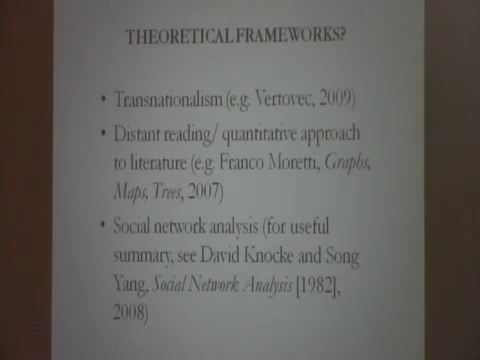 THEORETICAL FRAMEWORKS?
• Transnationalism (e.g. Vertovec, 2009)
• Distant reading/ quantitative approach
to literature (e.g. Franco Moretti, Graphs,
Maps, Trees, 2007)
• Social network analysis (for useful
summary, see David Knocke and Song
Yang, Social Network Analysis [1982],
2008)